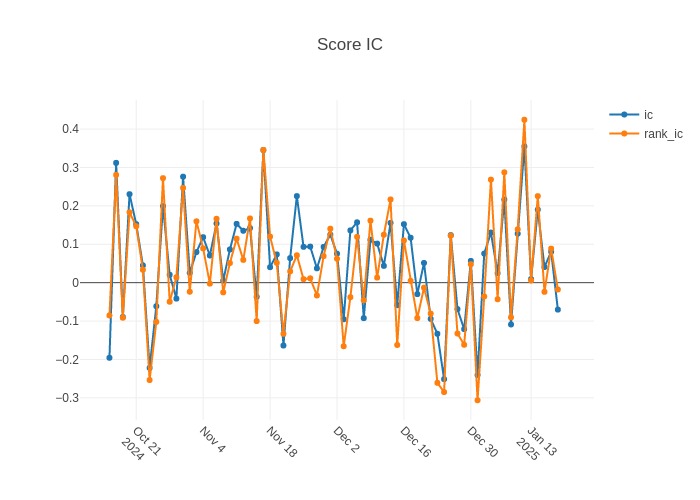 Score IC
ic
rank_ic
0.4
0.3
0.2
0.1
0
−0.1
−0.2
−0.3
Oct 21
2024
Nov 4
Nov 18
Dec 2
Dec 16
Dec 30
Jan 13
2025